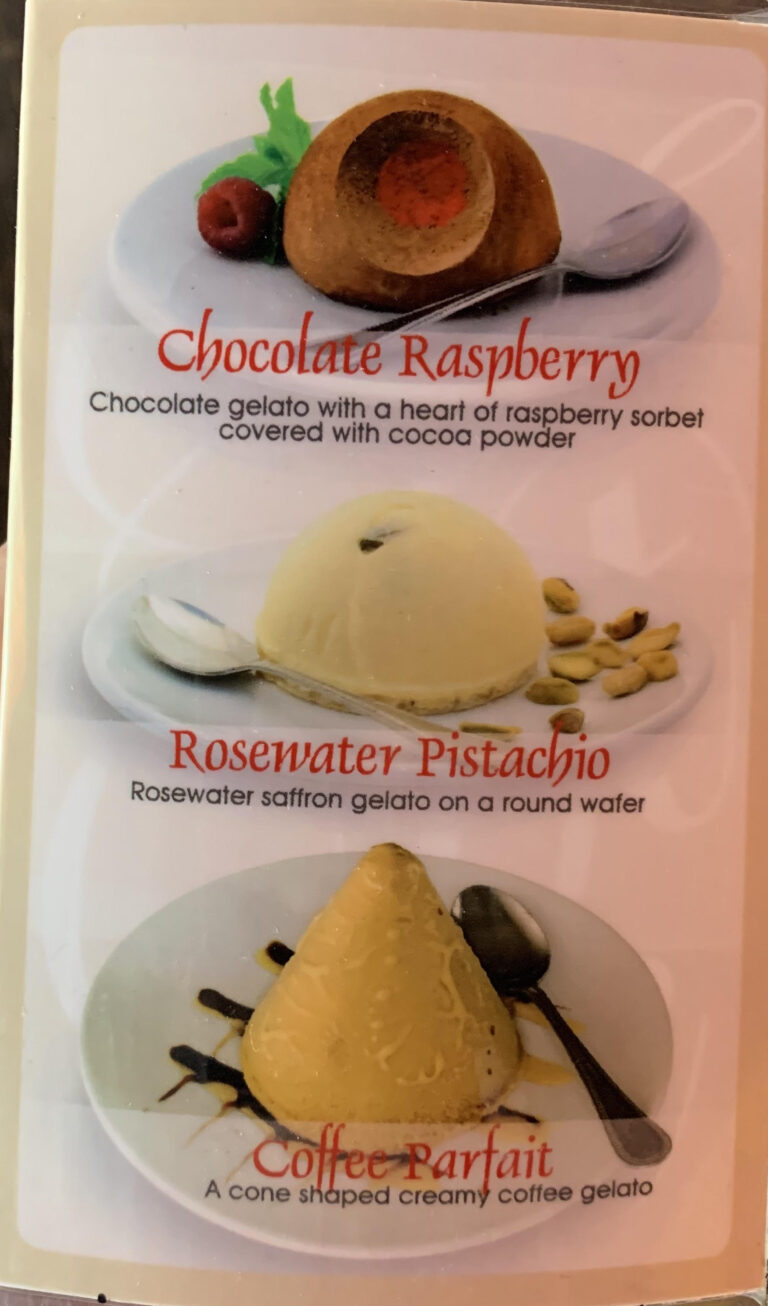 Chocolate Raspberry
Chocolate gelato with a heart of raspberry sorbet
covered with cocoa powder
Rosewater Pistachio
Rosewater saffron gelato on a round wafer
Coffee Parfait
A cone shaped creamy coffee gelato